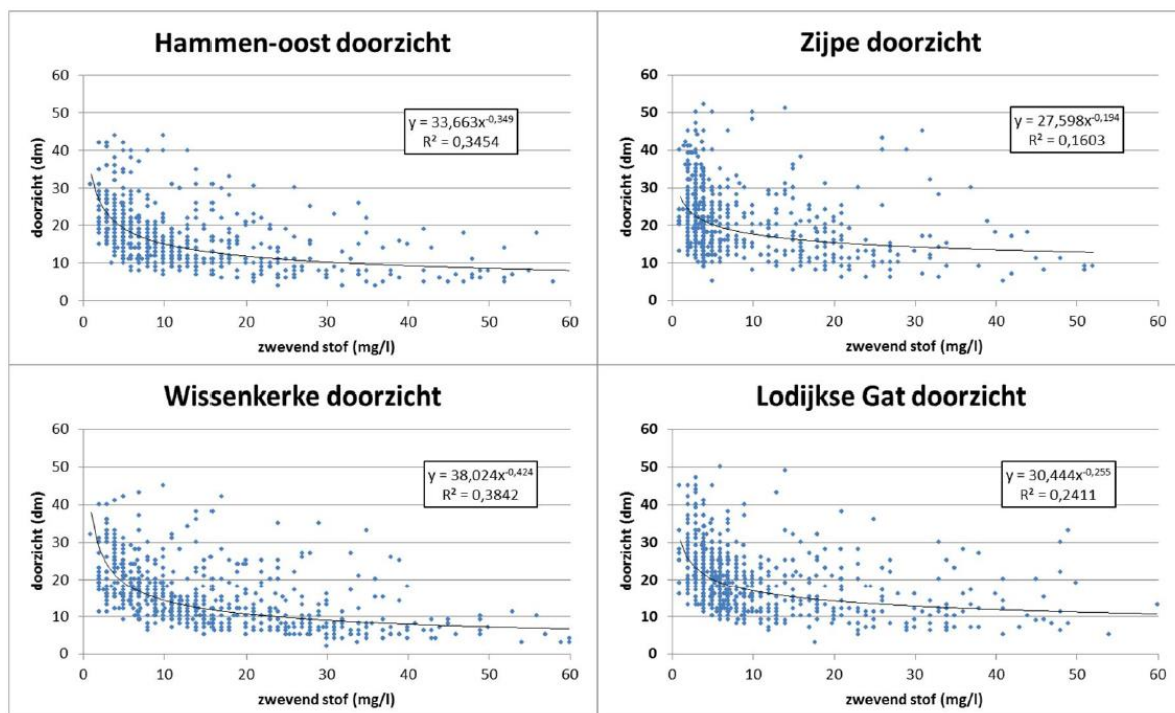 Hammen-oost doorzicht
60
50
40
30
20
10
0
doorzicht (dm)
y = 33,663x^-0,349
R² = 0,3454
0 10 20 30 40 50 60
zwevend stof (mg/l)
Zijpe doorzicht
60
50
40
30
20
10
0
doorzicht (dm)
y = 27,598x^-0,194
R² = 0,1603
0 10 20 30 40 50 60
zwevend stof (mg/l)
Wissenkerke doorzicht
60
50
40
30
20
10
0
doorzicht (dm)
y = 38,024x^-0,424
R² = 0,3842
0 10 20 30 40 50 60
zwevend stof (mg/l)
Lodijkse Gat doorzicht
60
50
40
30
20
10
0
doorzicht (dm)
y = 30,444x^-0,255
R² = 0,2411
0 10 20 30 40 50 60
zwevend stof (mg/l)